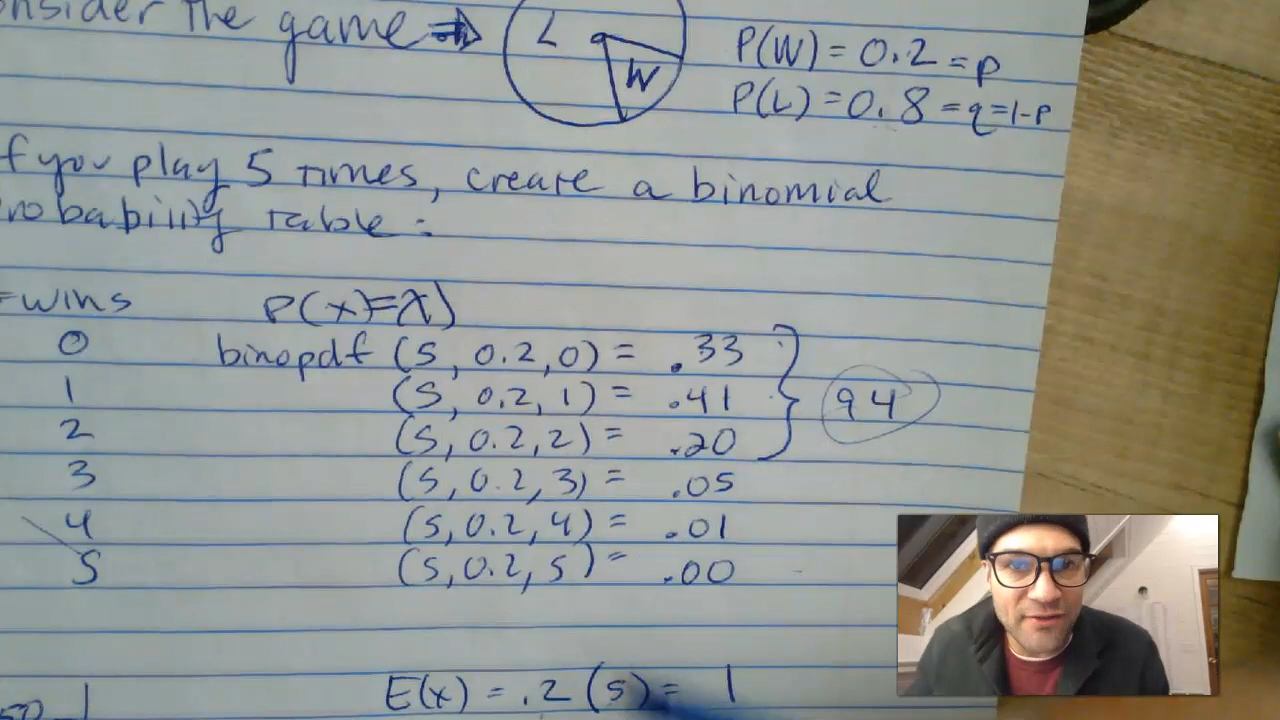 onsider the game ⇒ L W P(W) = 0.2 = p
P(L) = 0.8 = q = 1-P
f you play 5 times, create a binomial
robability table:
=wins P(x)=X)
0 binopdf (5, 0.2, 0) = .33
1 (5, 0.2, 1) = .41 94
2 (5, 0.2, 2) = .20
3 (5, 0.2, 3) = .05
4 (5, 0.2, 4) = .01
5 (5, 0.2, 5) = .00
E(x) = .2 (5) = 1